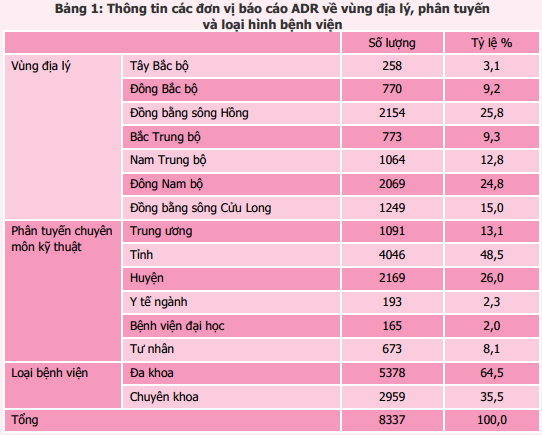 Bảng 1: Thông tin các đơn vị báo cáo ADR về vùng địa lý, phân tuyến
và loại hình bệnh viện
Số lượng Tỷ lệ %
Vùng địa lý Tây Bắc bộ 258 3,1
Đông Bắc bộ 770 9,2
Đồng bằng sông Hồng 2154 25,8
Bắc Trung bộ 773 9,3
Nam Trung bộ 1064 12,8
Đông Nam bộ 2069 24,8
Đồng bằng sông Cửu Long 1249 15,0
Phân tuyến chuyên Trung ương 1091 13,1
môn kỹ thuật Tỉnh 4046 48,5
Huyện 2169 26,0
Y tế ngành 193 2,3
Bệnh viện đại học 165 2,0
Tư nhân 673 8,1
Loại bệnh viện Đa khoa 5378 64,5
Chuyên khoa 2959 35,5
Tổng 8337 100,0